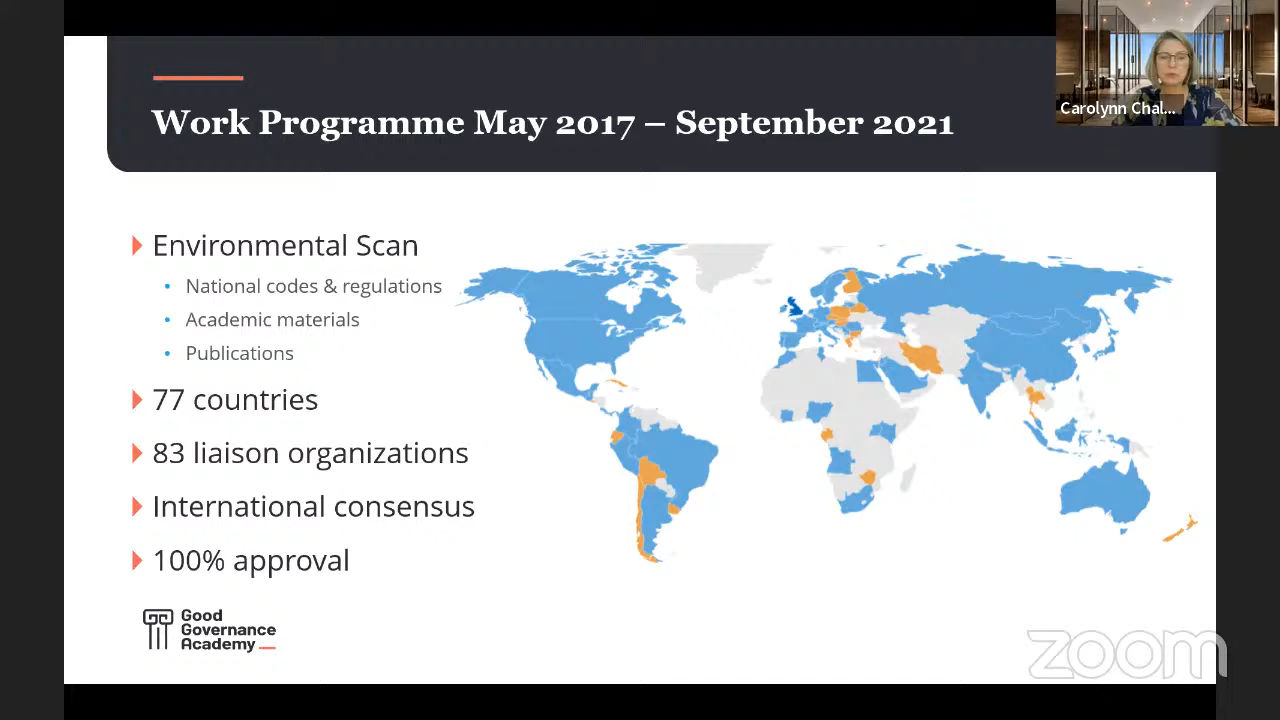 Carolynn Chal...
Work Programme May 2017 – September 2021
Environmental Scan
National codes & regulations
Academic materials
Publications
77 countries
83 liaison organizations
International consensus
100% approval
Good
Governance
Academy
zoom